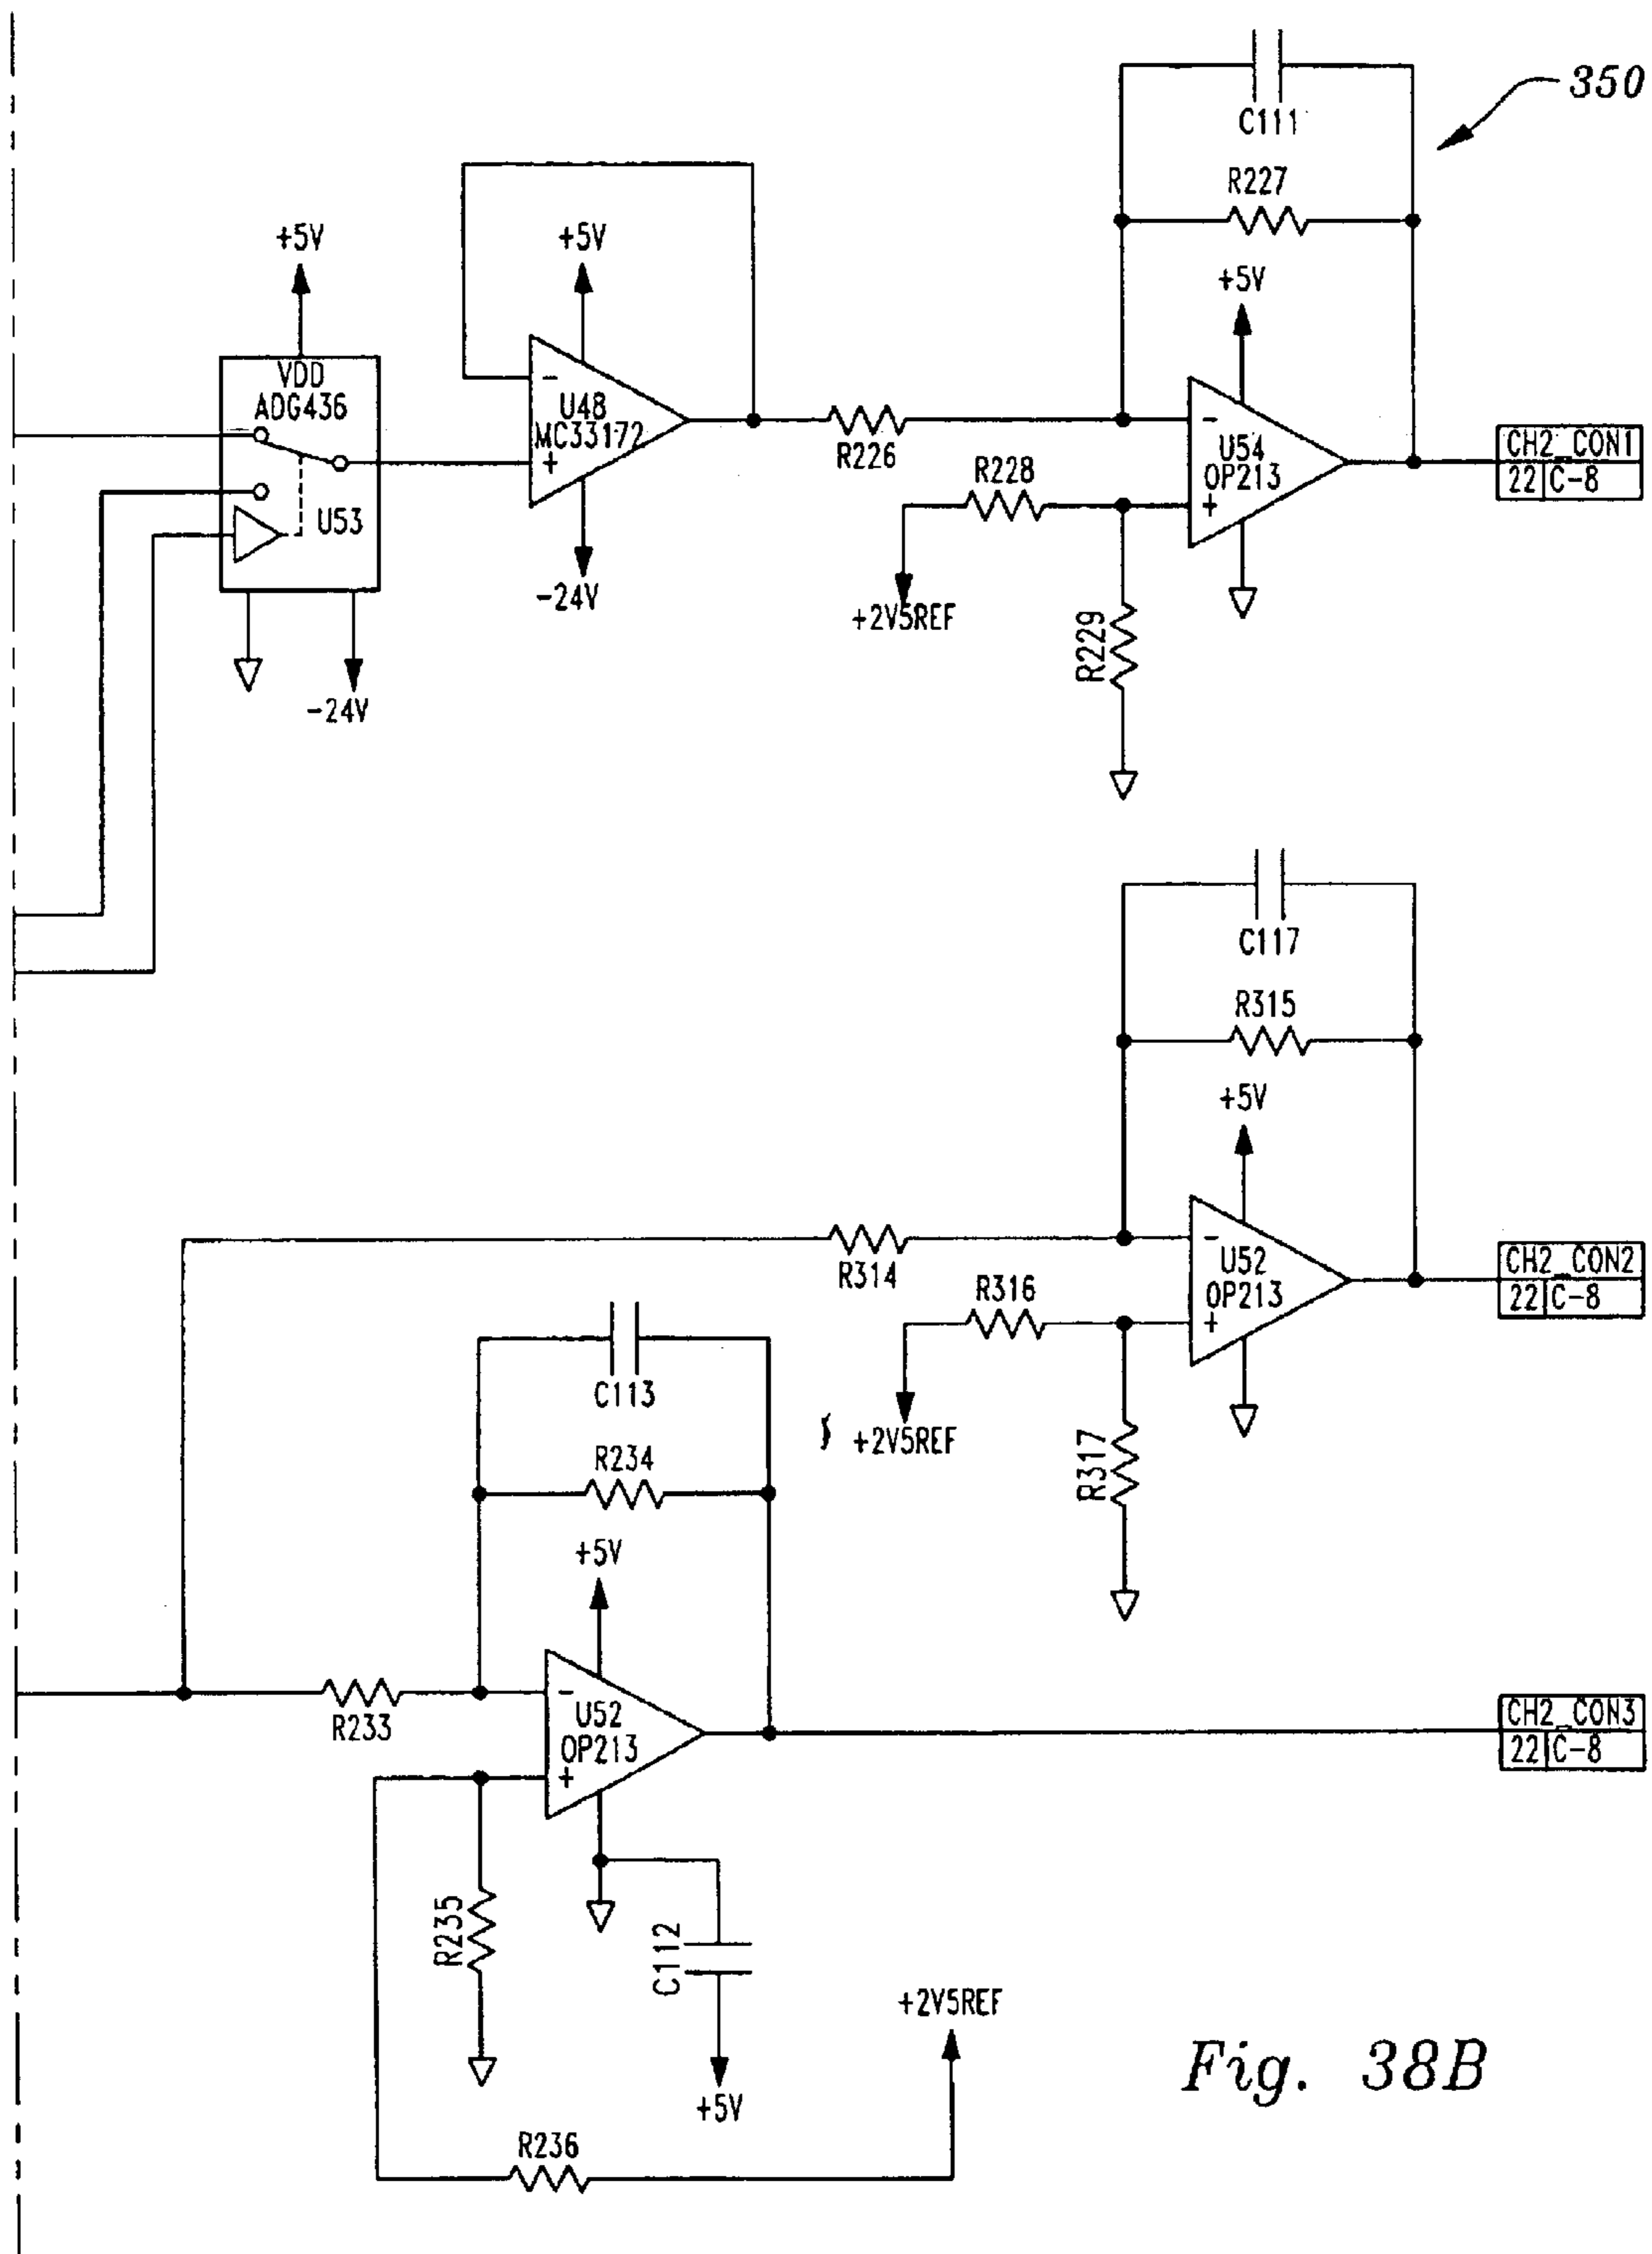 350
C111
R227
+5V
+5V
+5V
VDD
ADG436
U53
-24V
-
U48
MC33172
+
-24V
R226
R228
+2V5REF
R229
-
U54
OP213
+
CH2_CON1
22 C-8
C117
R315
+5V
R314
R316
+2V5REF
R317
-
U52
OP213
+
CH2_CON2
22 C-8
C113
R234
+5V
R233
-
U52
OP213
+
CH2_CON3
22 C-8
R235
C112
+5V
+2V5REF
R236
Fig. 38B